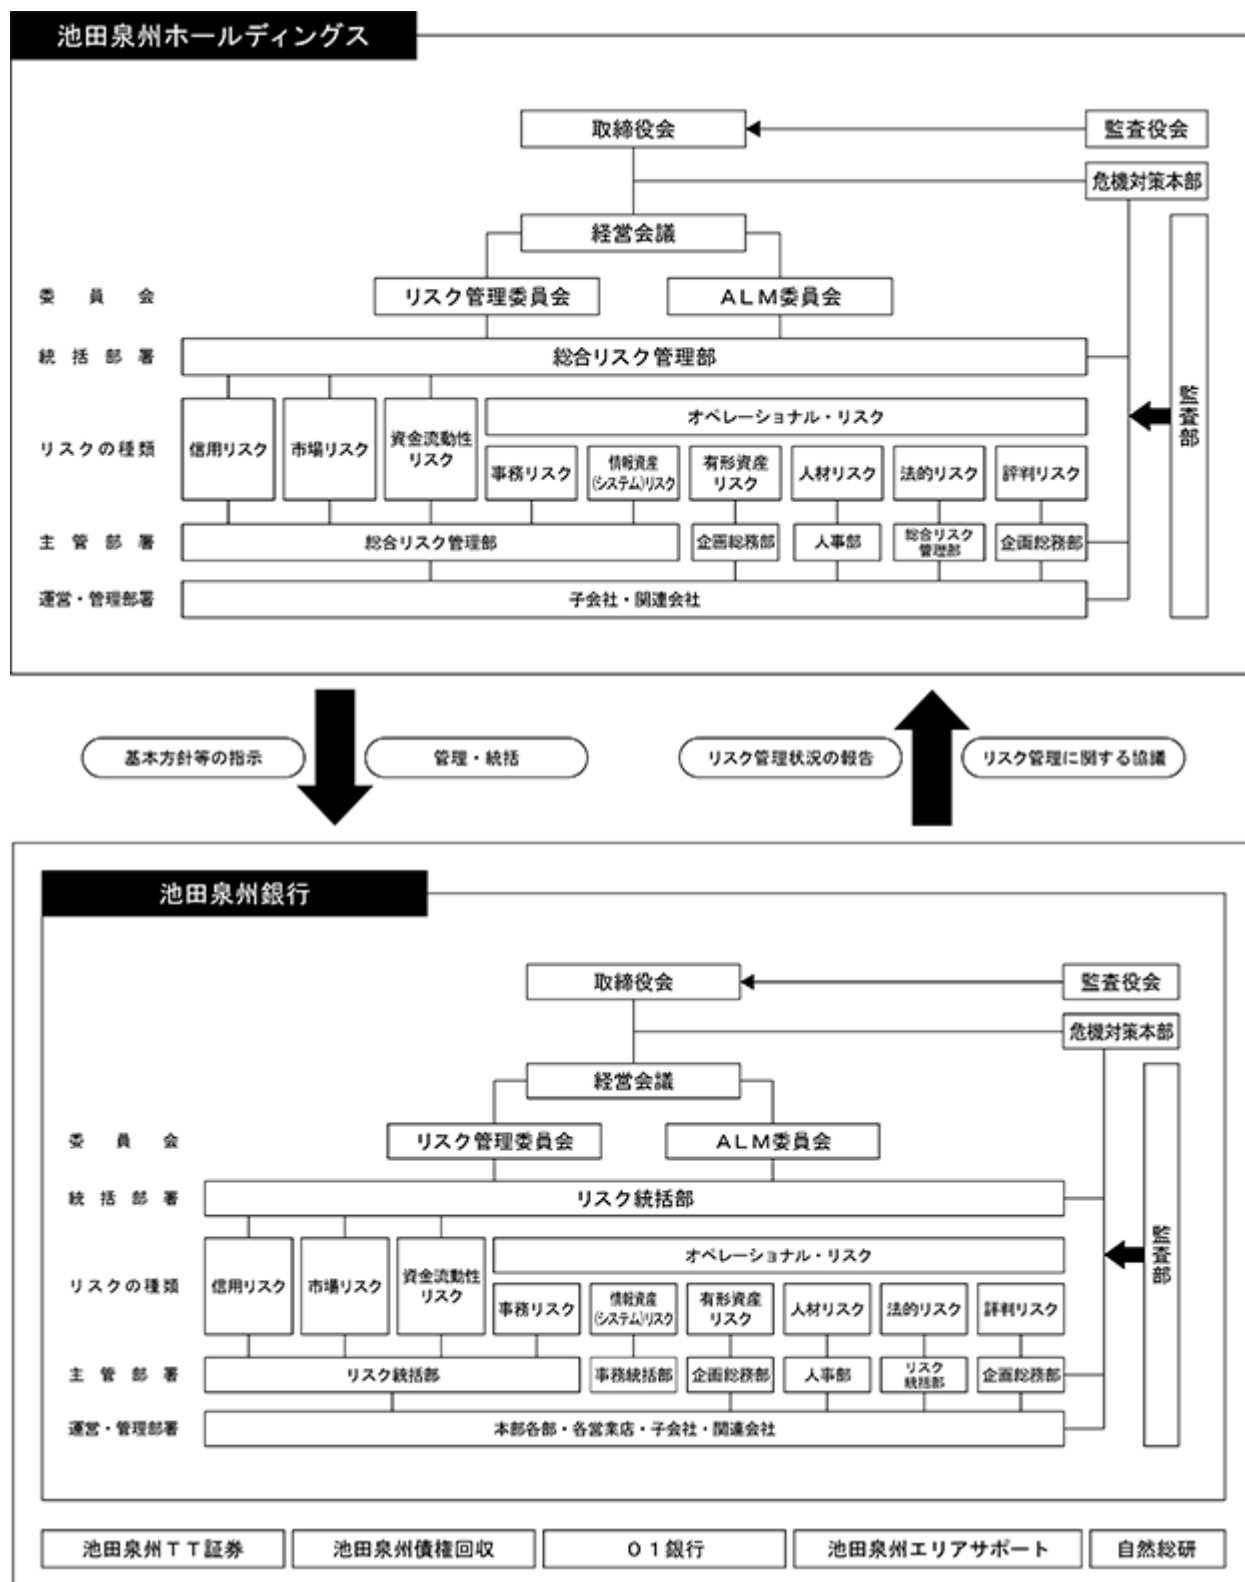 池田泉州ホールディングス
取締役会
監査役会
危機対策本部
経営会議
委員会
リスク管理委員会
ALM委員会
統括部署
総合リスク管理部
監査部
リスクの種類
信用リスク
市場リスク
資金流動性
リスク
オペレーショナル・リスク
事務リスク
情報資産
(システム)リスク
有形資産
リスク
人材リスク
法的リスク
評判リスク
主管部署
総合リスク管理部
企画総務部
人事部
総合リスク
管理部
企画総務部
運営・管理部署
子会社・関連会社
基本方針等の指示
管理・統括
リスク管理状況の報告
リスク管理に関する協議
池田泉州銀行
取締役会
監査役会
危機対策本部
経営会議
委員会
リスク管理委員会
ALM委員会
統括部署
リスク統括部
監査部
リスクの種類
信用リスク
市場リスク
資金流動性
リスク
オペレーショナル・リスク
事務リスク
情報資産
(システム)リスク
有形資産
リスク
人材リスク
法的リスク
評判リスク
主管部署
リスク統括部
事務統括部
企画総務部
人事部
リスク
統括部
企画総務部
運営・管理部署
本部各部・各営業店・子会社・関連会社
池田泉州TT証券
池田泉州債権回収
01銀行
池田泉州エリアサポート
自然総研